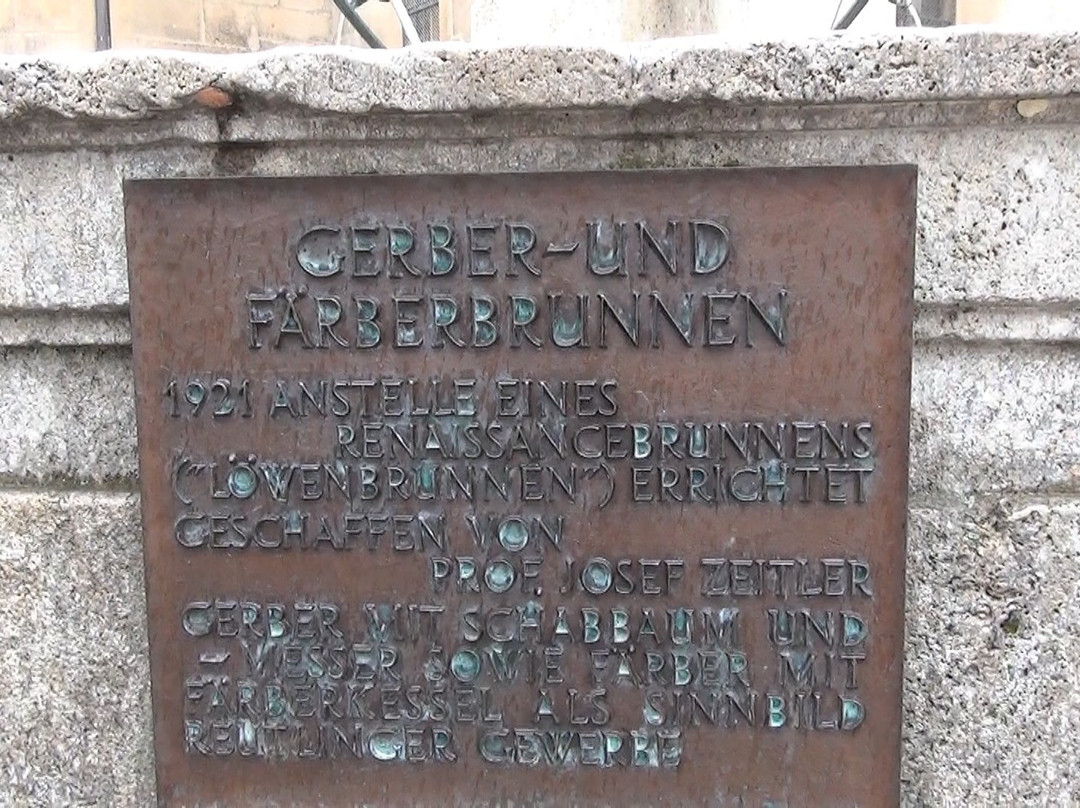 GERBER-UND
FÄRBERBRUNNEN
1921 ANSTELLE EINES
RENAISSANCEBRUNNENS
("LÖWENBRUNNEN") ERRICHTET
GESCHAFFEN VON
PROF. JOSEF ZEITLER
GERBER MIT SCHABBAUM UND
-MESSER SOWIE FÄRBER MIT
FÄRBERKESSEL ALS SINNBILD
REUTLINGER GEWERBE